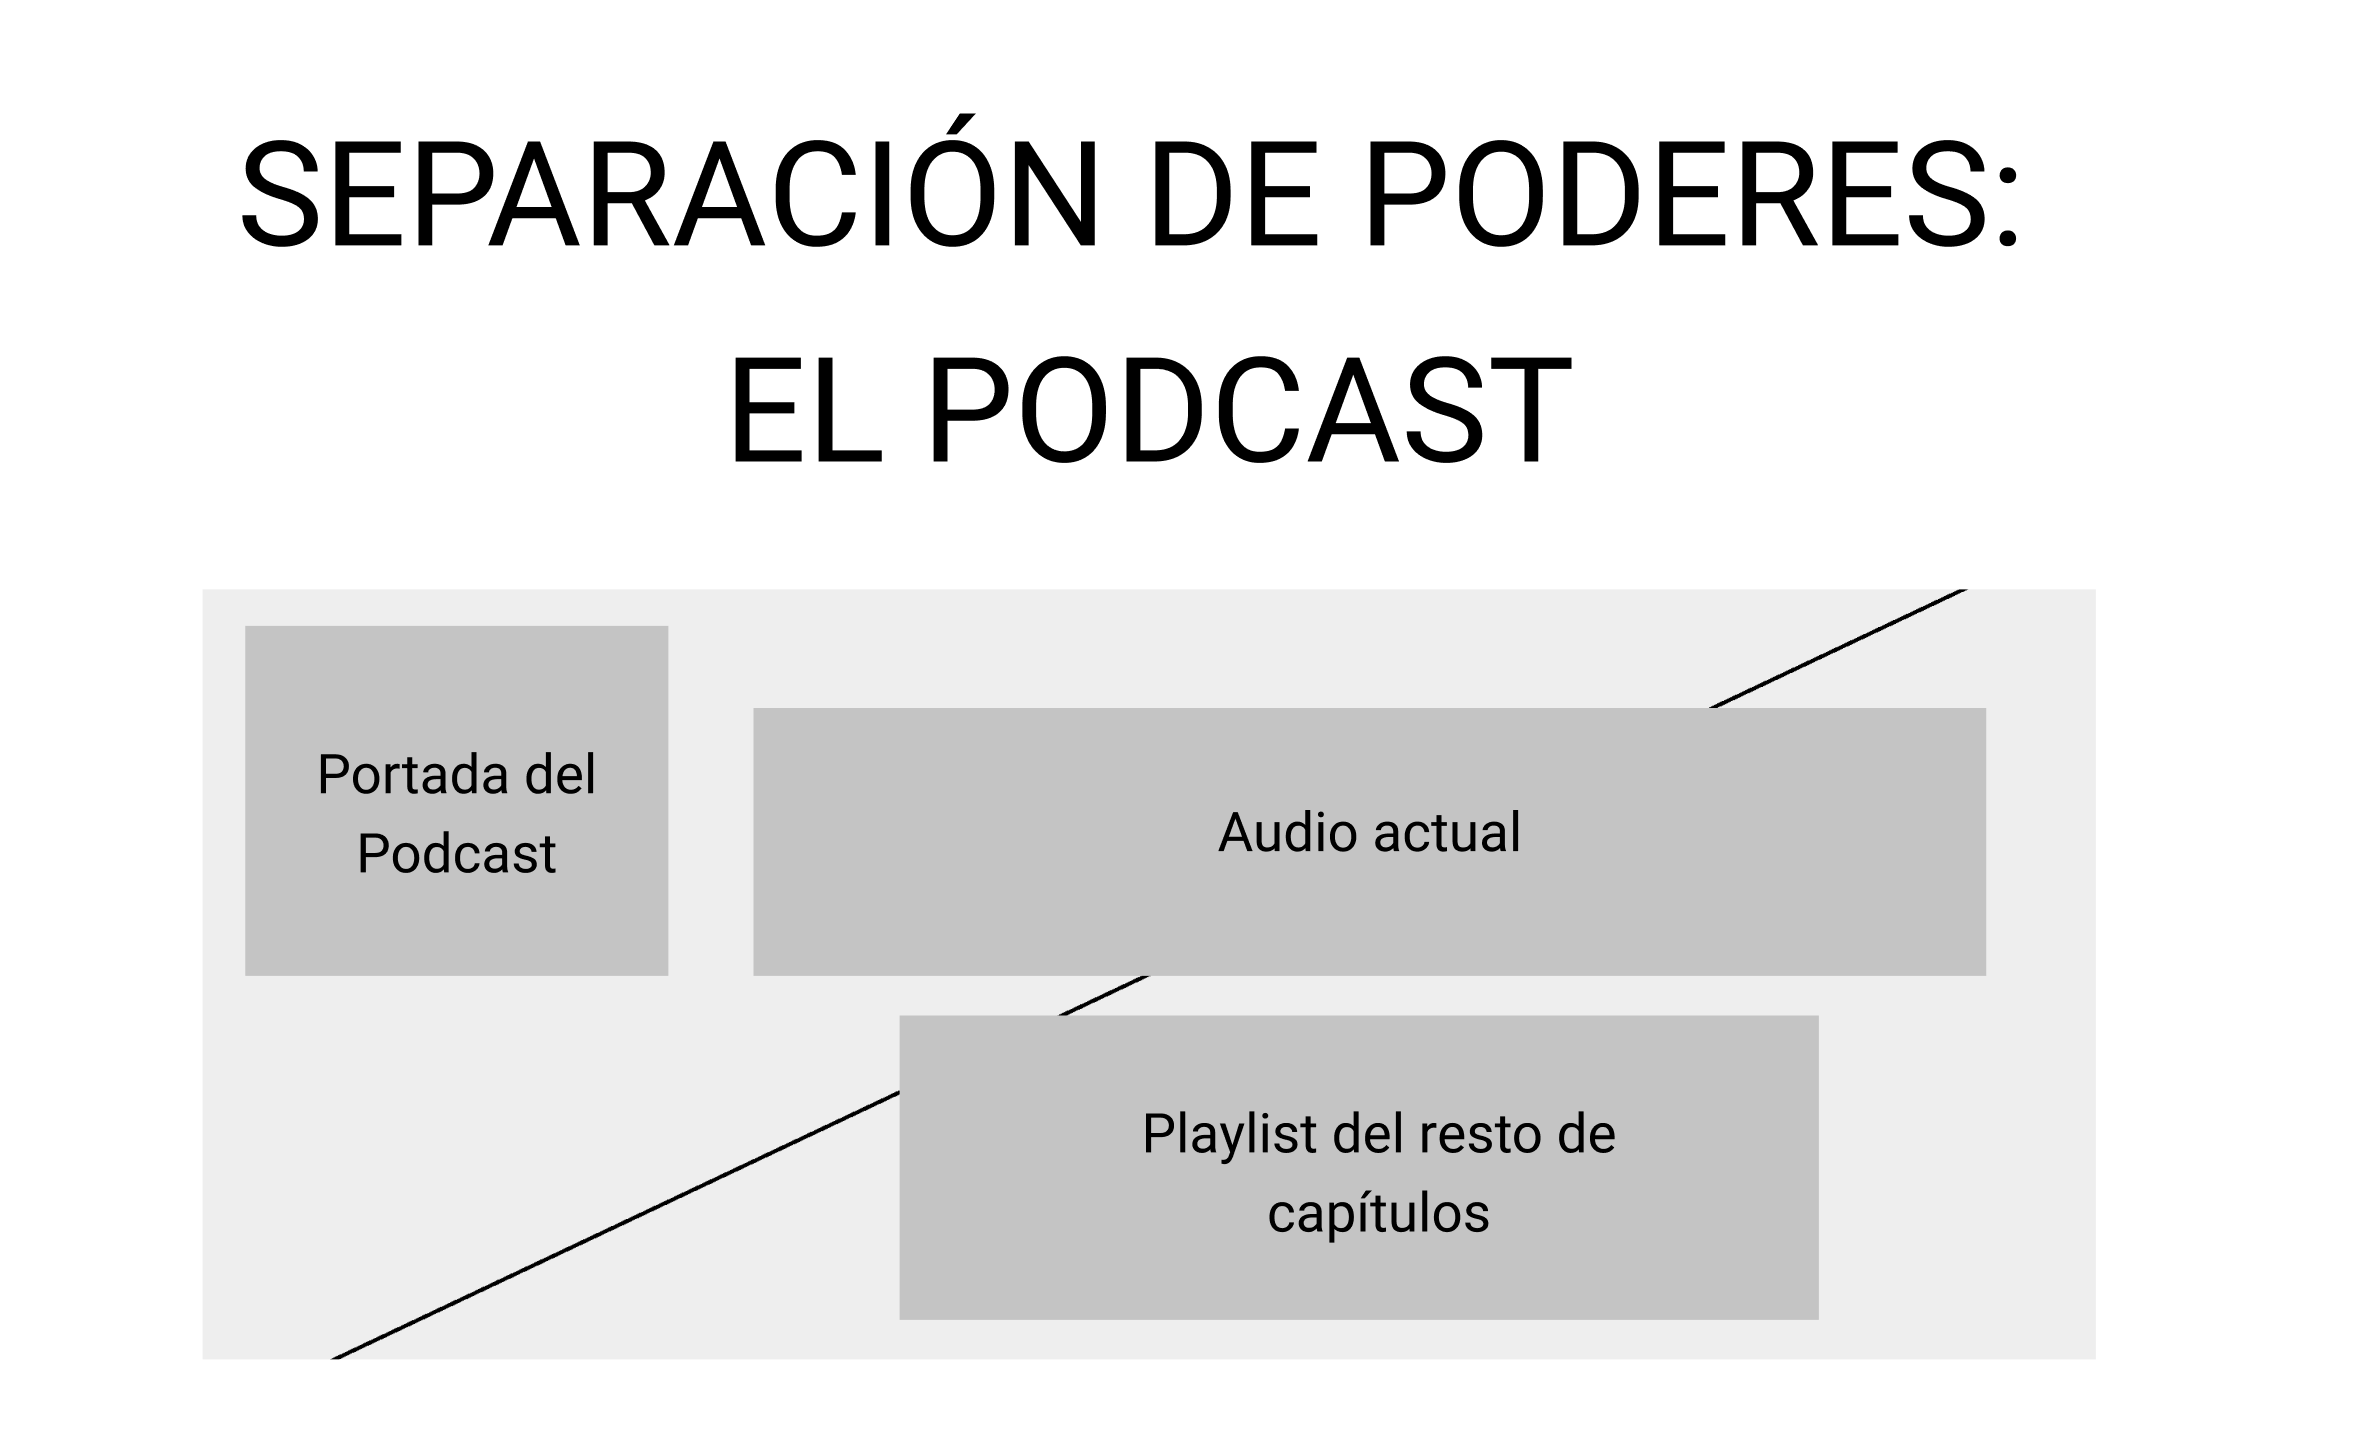 SEPARACIÓN DE PODERES:
EL PODCAST
Portada del
Podcast
Audio actual
Playlist del resto de
capítulos